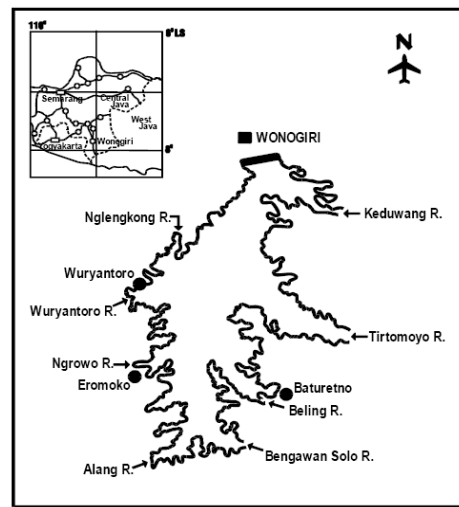 110°
8°LS
Semarang
Central
Java
West
Java
Yogyakarta
Wonogiri
8°
N
WONOGIRI
Nglengkong R.
Keduwang R.
Wuryantoro
Wuryantoro R.
Tirtomoyo R.
Ngrowo R.
Eromoko
Baturetno
Beling R.
Alang R.
Bengawan Solo R.